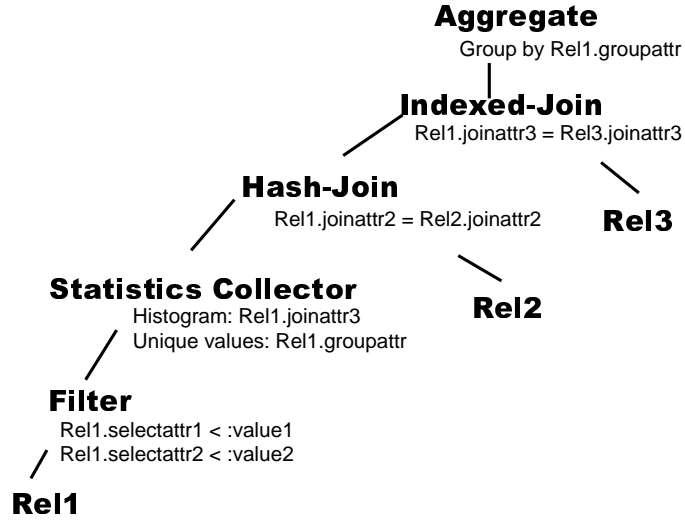 Aggregate
Group by Rel1.groupattr
Indexed-Join
Rel1.joinattr3 = Rel3.joinattr3
Hash-Join
Rel1.joinattr2 = Rel2.joinattr2
Rel3
Statistics Collector
Histogram: Rel1.joinattr3
Unique values: Rel1.groupattr
Rel2
Filter
Rel1.selectattr1 < :value1
Rel1.selectattr2 < :value2
Rel1